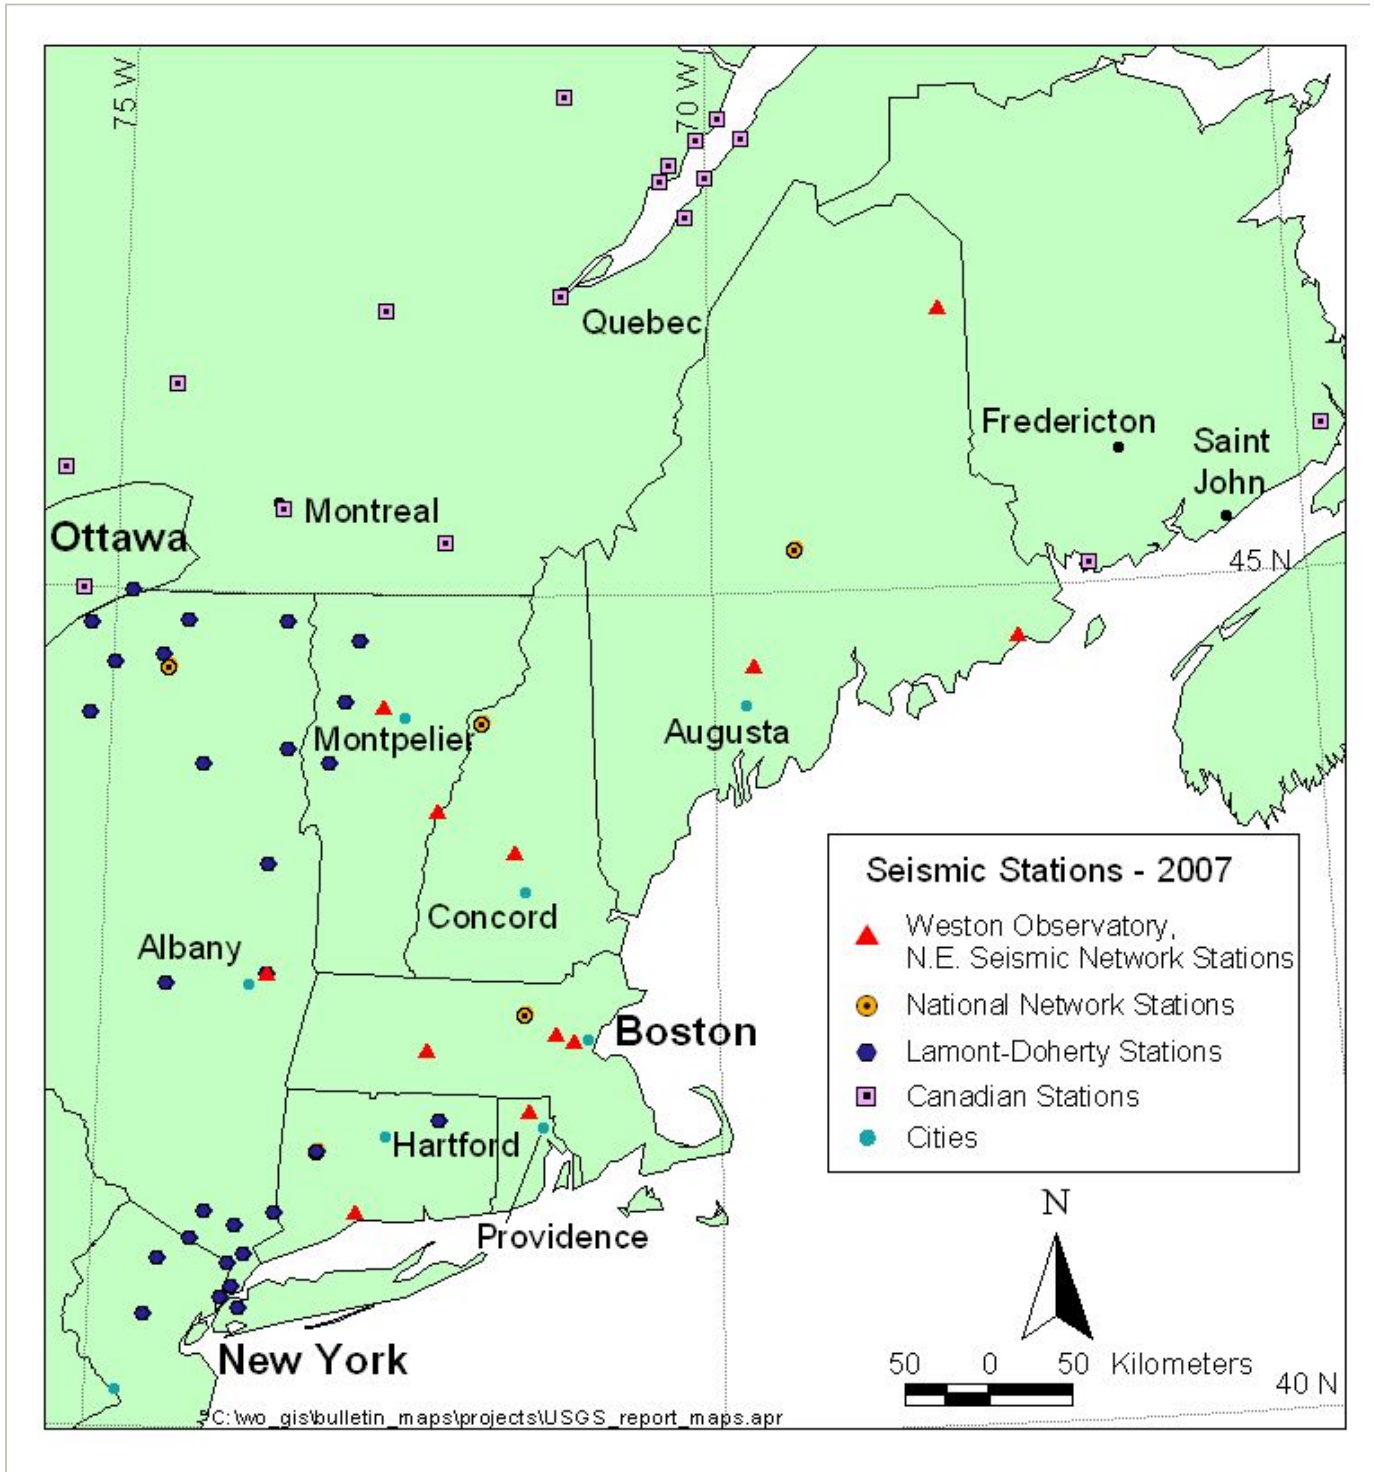 75 W
70 W
Quebec
Fredericton
Saint
John
Montreal
Ottawa
45 N
Montpelier
Augusta
Concord
Albany
Boston
Hartford
Providence
New York
Seismic Stations - 2007
Weston Observatory,
N.E. Seismic Network Stations
National Network Stations
Lamont-Doherty Stations
Canadian Stations
Cities
N
50 0 50 Kilometers
40 N
C:\wo_gis\bulletin_maps\projects\USGS_report_maps.apr